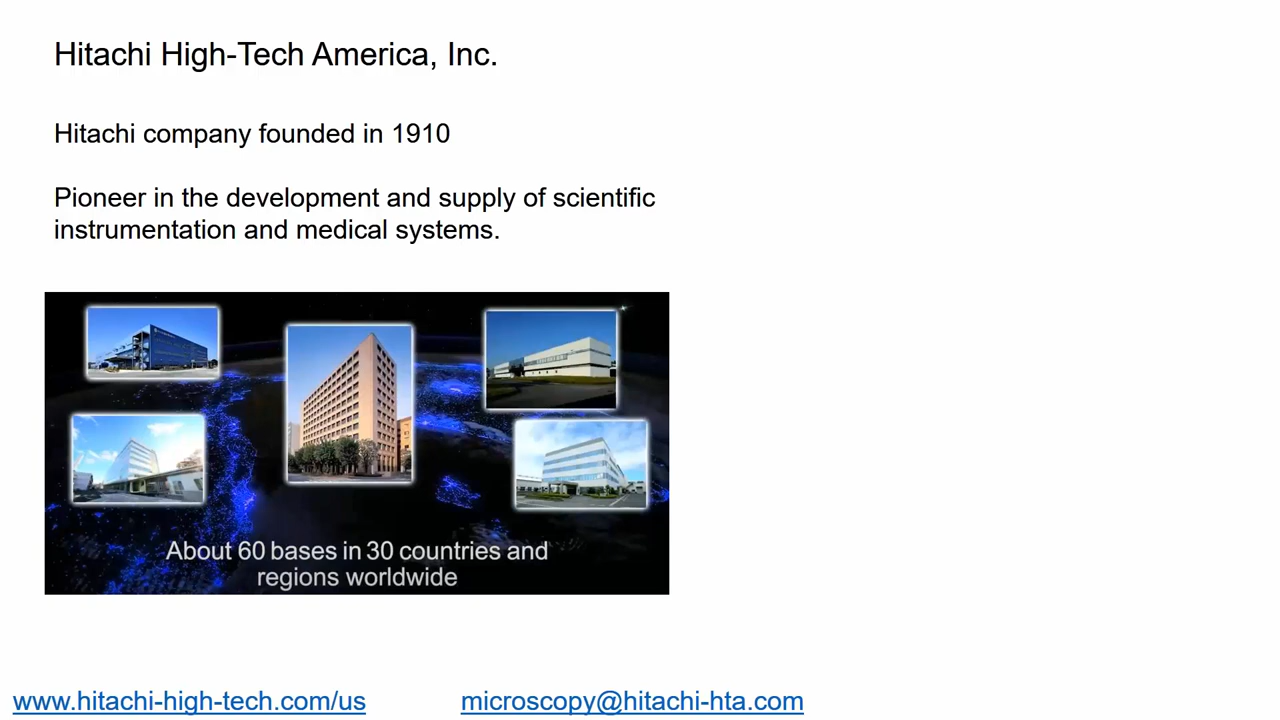 Hitachi High-Tech America, Inc.
Hitachi company founded in 1910
Pioneer in the development and supply of scientific
instrumentation and medical systems.
About 60 bases in 30 countries and
regions worldwide
www.hitachi-high-tech.com/us
microscopy@hitachi-hta.com